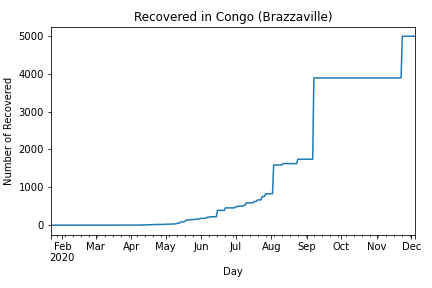 Recovered in Congo (Brazzaville)
Number of Recovered
5000
4000
3000
2000
1000
0
Feb Mar Apr May Jun Jul Aug Sep Oct Nov Dec
2020
Day